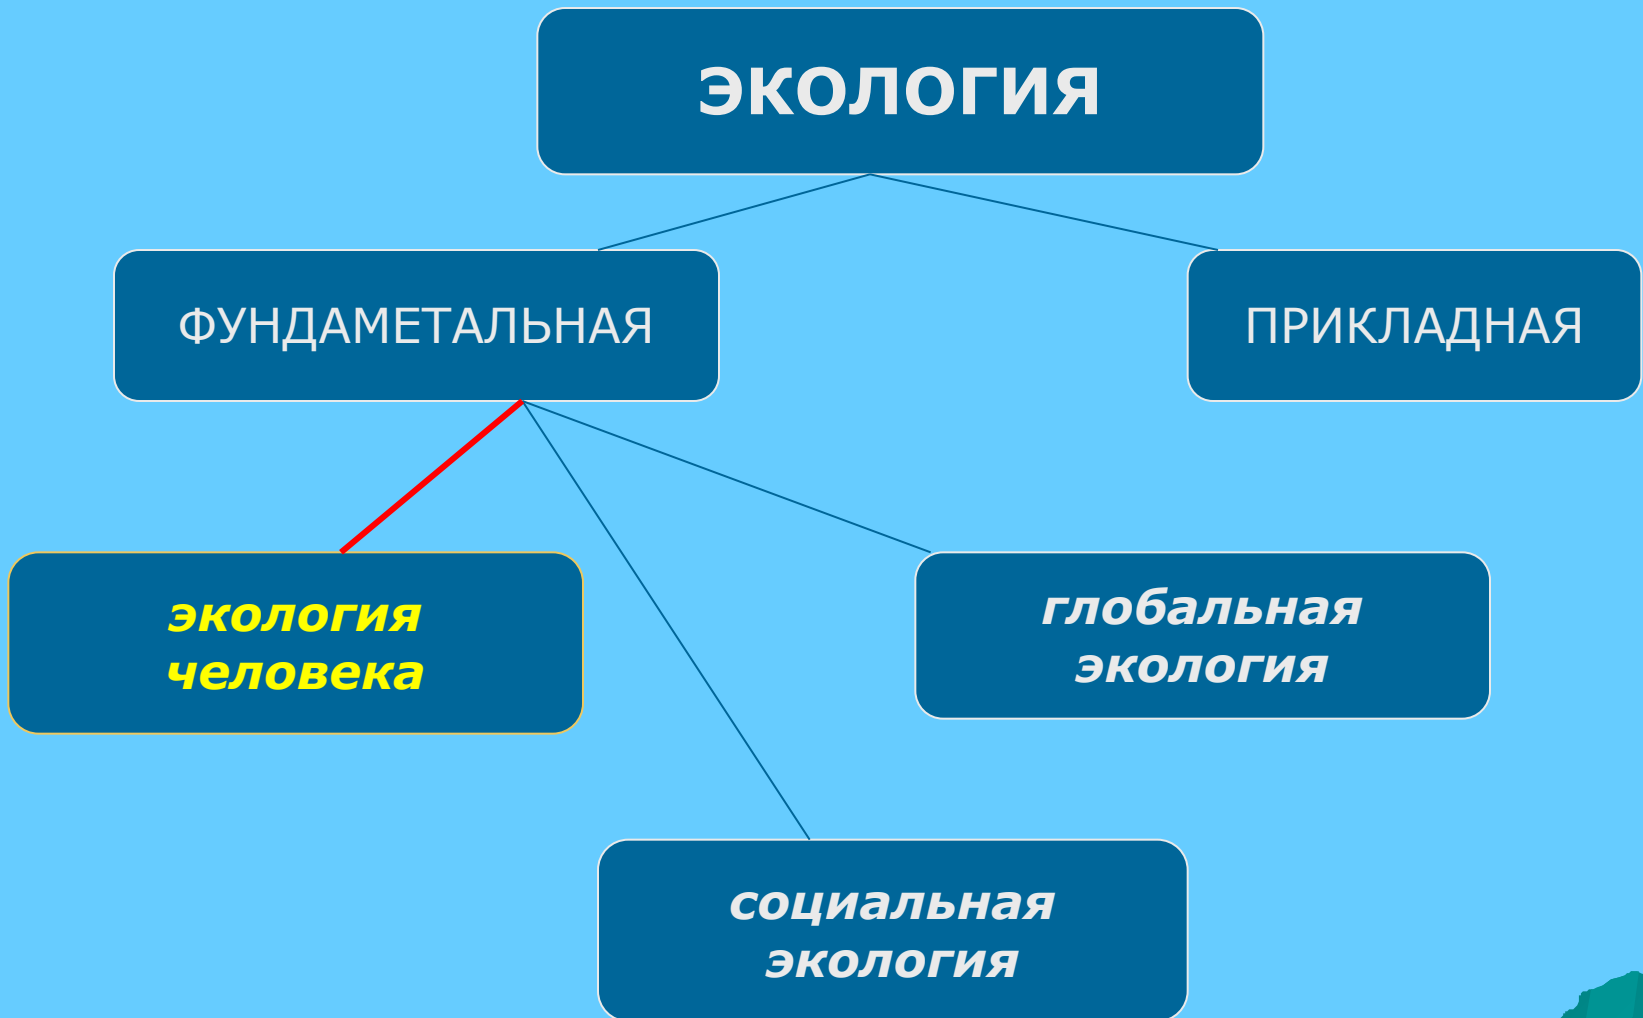 ЭКОЛОГИЯ
ФУНДАМЕТАЛЬНАЯ
ПРИКЛАДНАЯ
экология
человека
глобальная
экология
социальная
экология